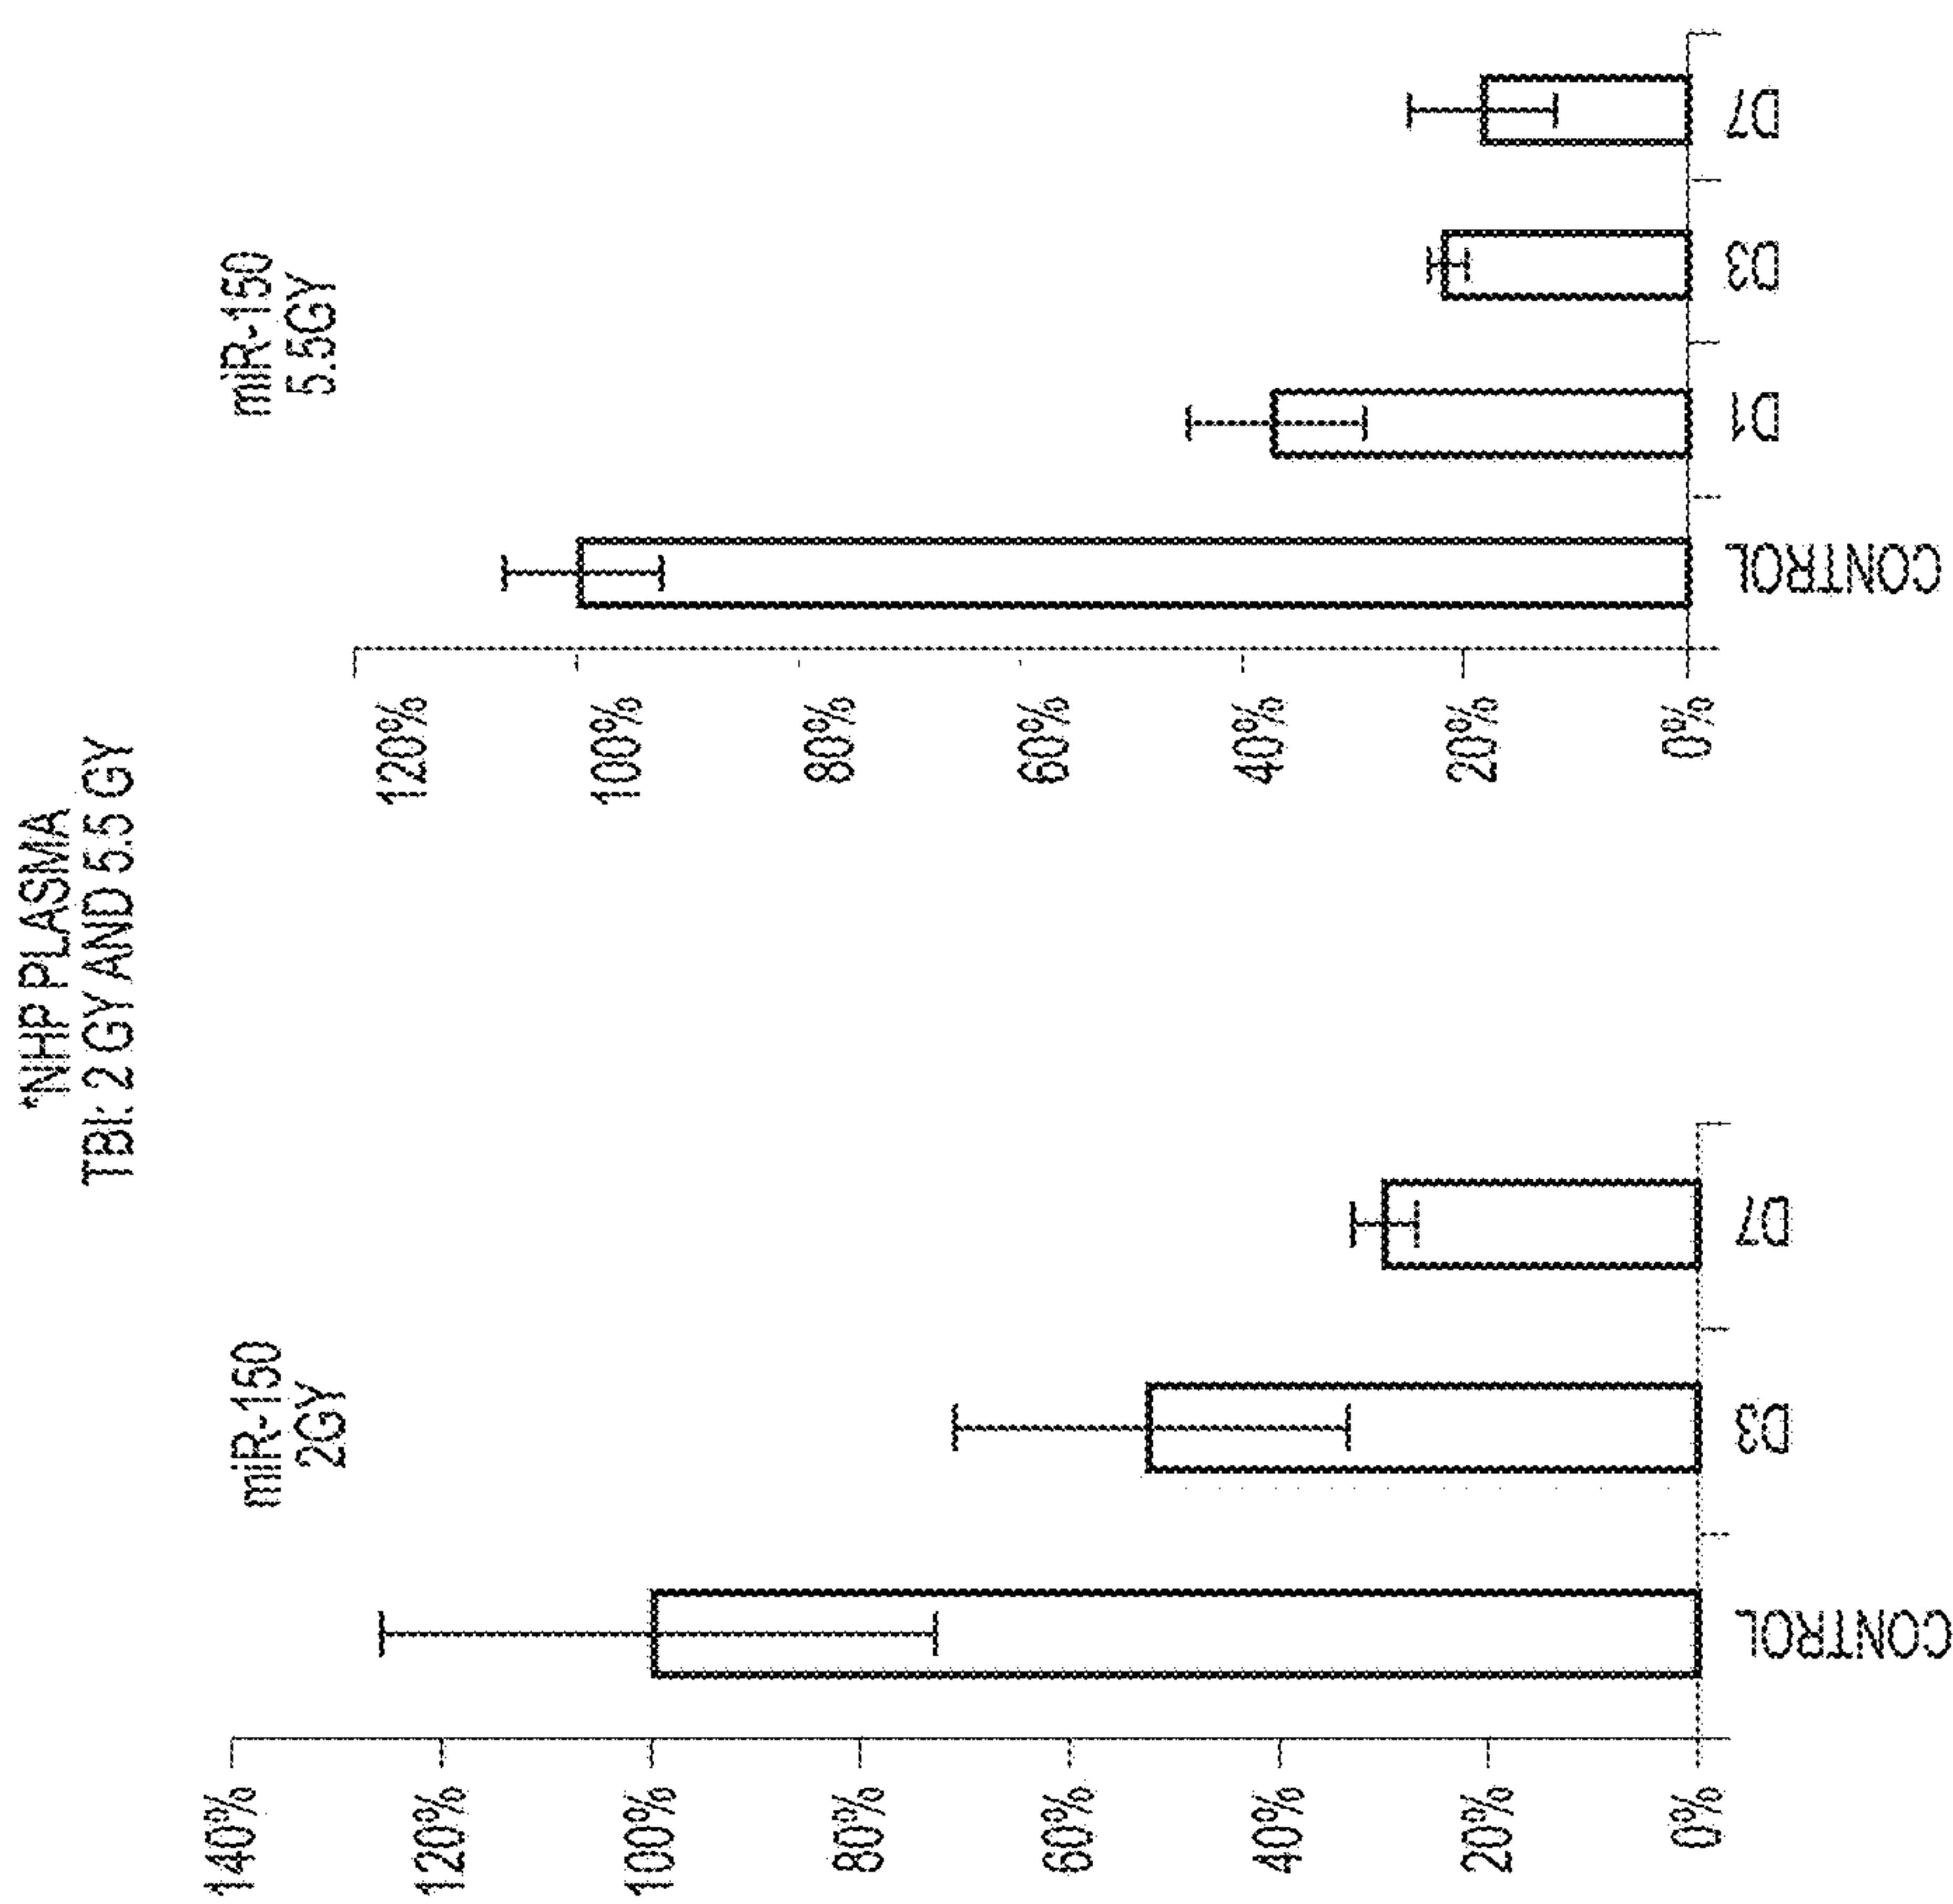 *NHP PLASMA
TBI: 2 GY AND 5.5 GY
miR-150
2GY
140%
120%
100%
80%
60%
40%
20%
0%
CONTROL
D3
D7
miR-150
5.5GY
120%
100%
80%
60%
40%
20%
0%
CONTROL
D1
D3
D7